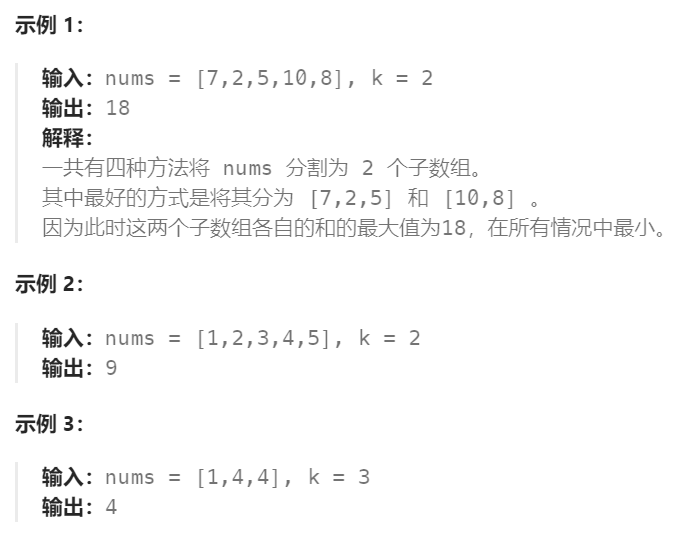 示例 1：
输入：nums = [7,2,5,10,8], k = 2
输出：18
解释：
一共有四种方法将 nums 分割为 2 个子数组。
其中最好的方式是将其分为 [7,2,5] 和 [10,8] 。
因为此时这两个子数组各自的和的最大值为18，在所有情况中最小。
示例 2：
输入：nums = [1,2,3,4,5], k = 2
输出：9
示例 3：
输入：nums = [1,4,4], k = 3
输出：4